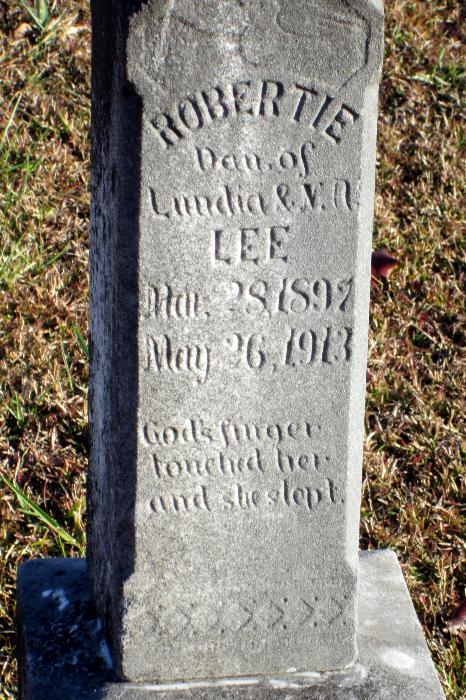 ROBERTIE
Dau. of
Lundia & V. A.
LEE
Mar. 28, 1897
May 26, 1913
God's finger
touched her
and she slept.